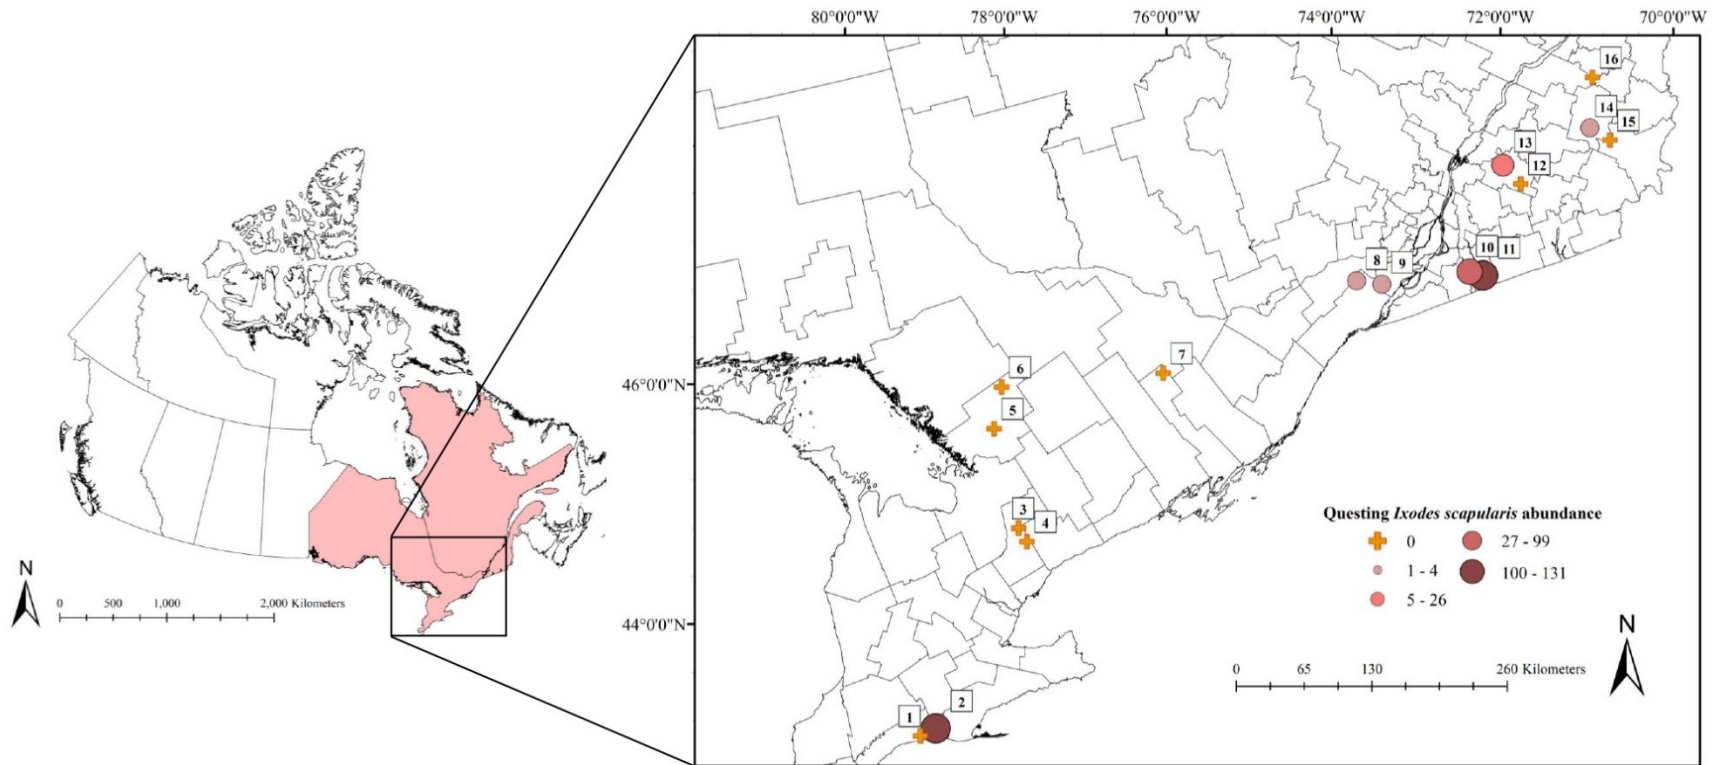 80°0'0"W 78°0'0"W 76°0'0"W 74°0'0"W 72°0'0"W 70°0'0"W
16
14
15
13
12
10 11
8 9
7
6
46°0'0"N
5
3
4
Questing Ixodes scapularis abundance
0 27 - 99
1 - 4 100 - 131
5 - 26
N
0 500 1,000 2,000 Kilometers
44°0'0"N
N
0 65 130 260 Kilometers
2
1